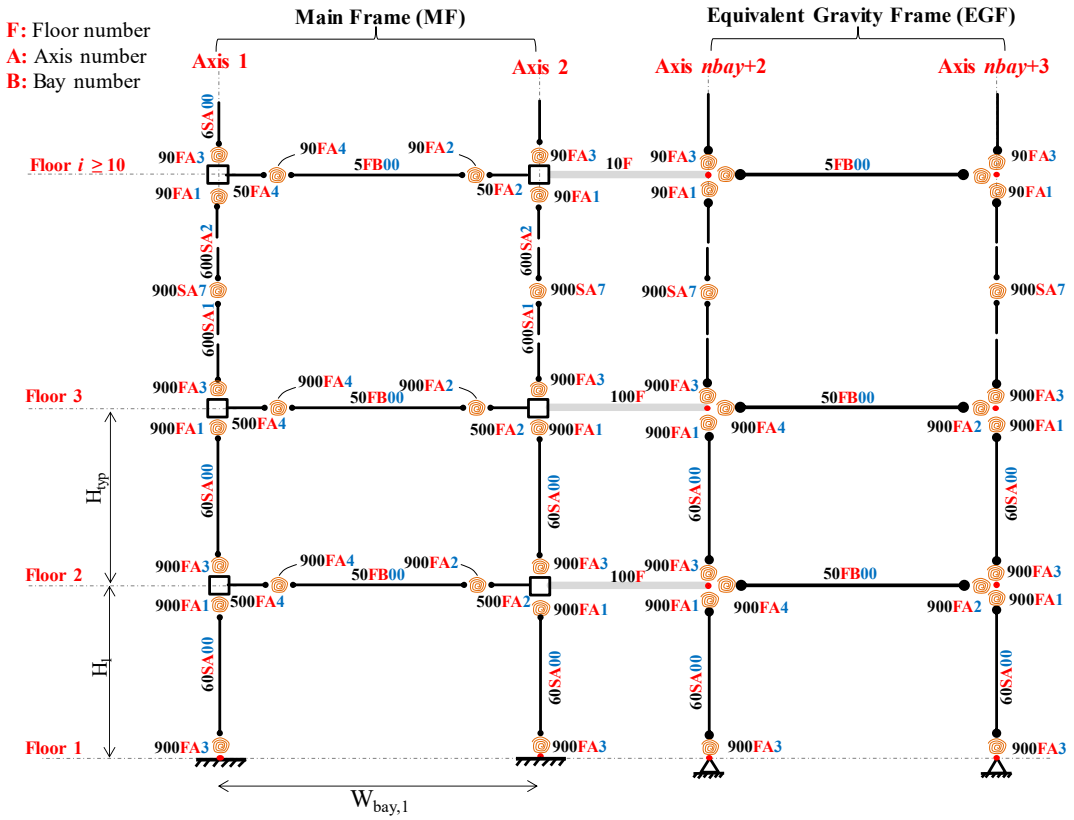 Main Frame (MF)
Equivalent Gravity Frame (EGF)
F: Floor number
A: Axis number
B: Bay number
Axis 1
Axis 2
Axis nbay+2
Axis nbay+3
6SA00
Floor i ≥ 10
90FA3
90FA4
5FB00
90FA2
90FA3
10F
90FA3
5FB00
90FA3
50FA4
50FA2
90FA1
90FA1
90FA1
90FA1
600SA2
600SA2
900SA7
900SA7
900SA7
900SA7
600SA1
600SA1
Floor 3
900FA3
900FA4
50FB00
900FA2
900FA3
100F
900FA3
50FB00
900FA3
900FA1
500FA4
500FA2
900FA1
900FA1
900FA4
900FA2
900FA1
Htyp
60SA00
60SA00
60SA00
60SA00
Floor 2
900FA3
900FA4
50FB00
900FA2
900FA3
100F
900FA3
50FB00
900FA3
900FA1
500FA4
500FA2
900FA1
900FA1
900FA4
900FA2
900FA1
H1
60SA00
60SA00
60SA00
60SA00
Floor 1
900FA3
900FA3
900FA3
900FA3
Wbay,1